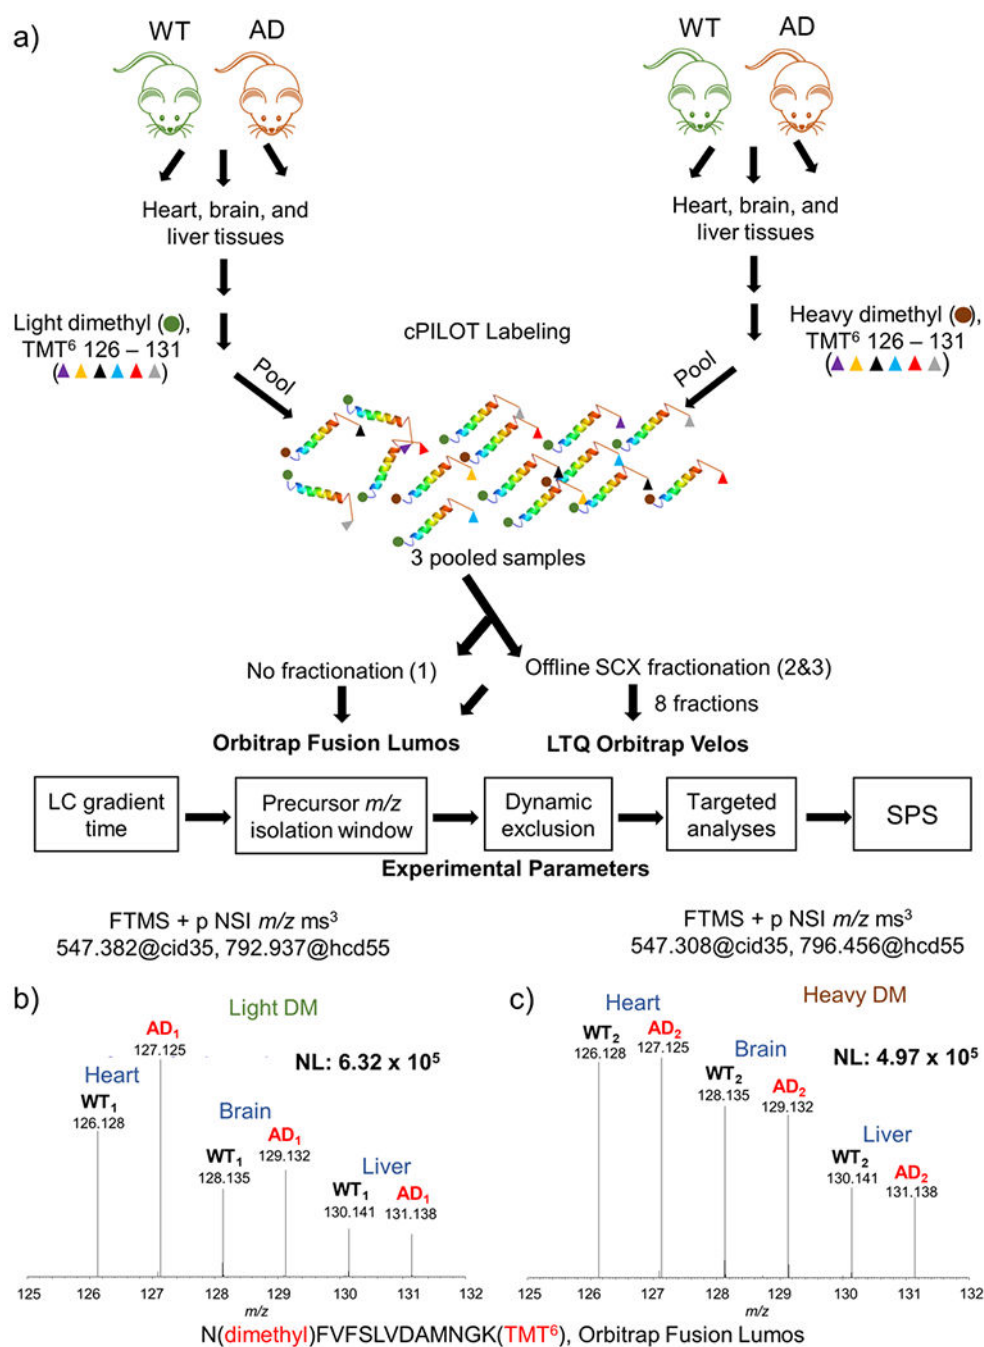 a)
WT
AD
WT
AD
Heart, brain, and
liver tissues
Heart, brain, and
liver tissues
Light dimethyl (●),
TMT⁶ 126 – 131
(▲▲▲▲▲▲)
cPILOT Labeling
Heavy dimethyl (●),
TMT⁶ 126 – 131
(▲▲▲▲▲▲)
Pool
Pool
3 pooled samples
No fractionation (1)
Offline SCX fractionation (2&3)
8 fractions
Orbitrap Fusion Lumos
LTQ Orbitrap Velos
LC gradient
time
Precursor m/z
isolation window
Dynamic
exclusion
Targeted
analyses
SPS
Experimental Parameters
FTMS + p NSI m/z ms³
547.382@cid35, 792.937@hcd55
FTMS + p NSI m/z ms³
547.308@cid35, 796.456@hcd55
b)
Light DM
NL: 6.32 x 10⁵
Heart
WT₁
126.128
AD₁
127.125
Brain
WT₁
128.135
AD₁
129.132
Liver
WT₁
130.141
AD₁
131.138
125 126 127 128 129 130 131 132
m/z
c)
Heavy DM
NL: 4.97 x 10⁵
Heart
WT₂
126.128
AD₂
127.125
Brain
WT₂
128.135
AD₂
129.132
Liver
WT₂
130.141
AD₂
131.138
125 126 127 128 129 130 131 132
m/z
N(dimethyl)FVFSLVDAMNGK(TMT⁶), Orbitrap Fusion Lumos